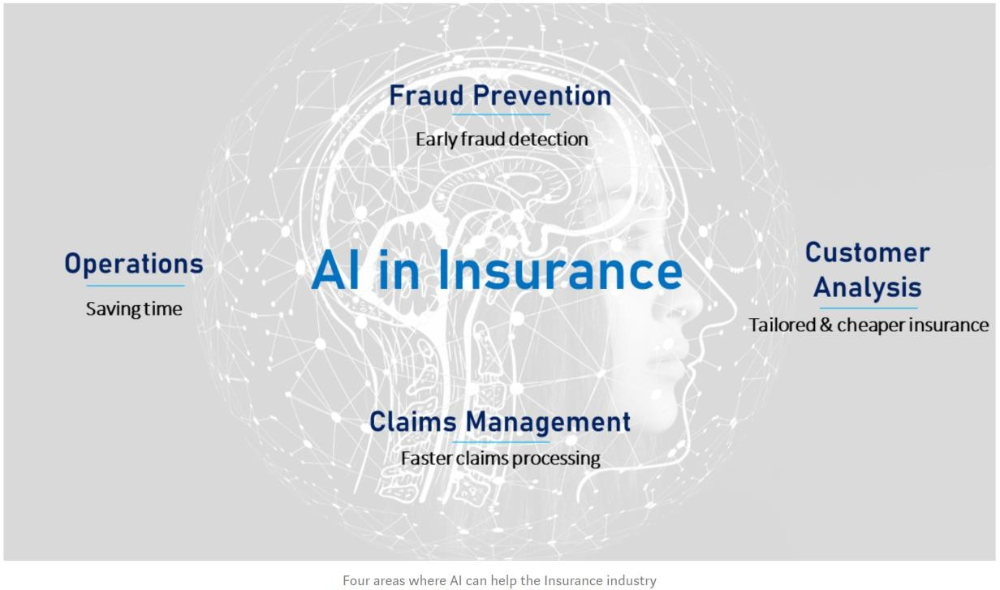 Fraud Prevention
Early fraud detection
Operations
Saving time
AI in Insurance
Customer
Analysis
Tailored & cheaper insurance
Claims Management
Faster claims processing
Four areas where AI can help the Insurance industry